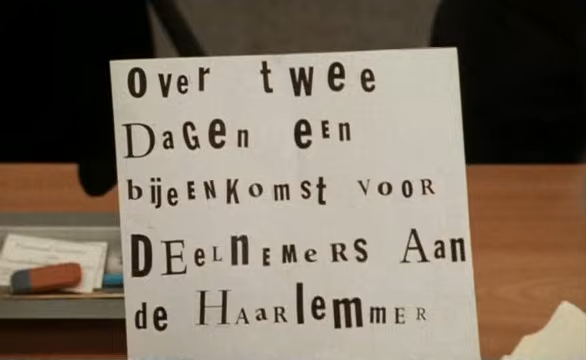 over twee
DaGen eEn
bijeENKomst VOOR
DEeLnEMeRS Aan
de HAaRlemmER